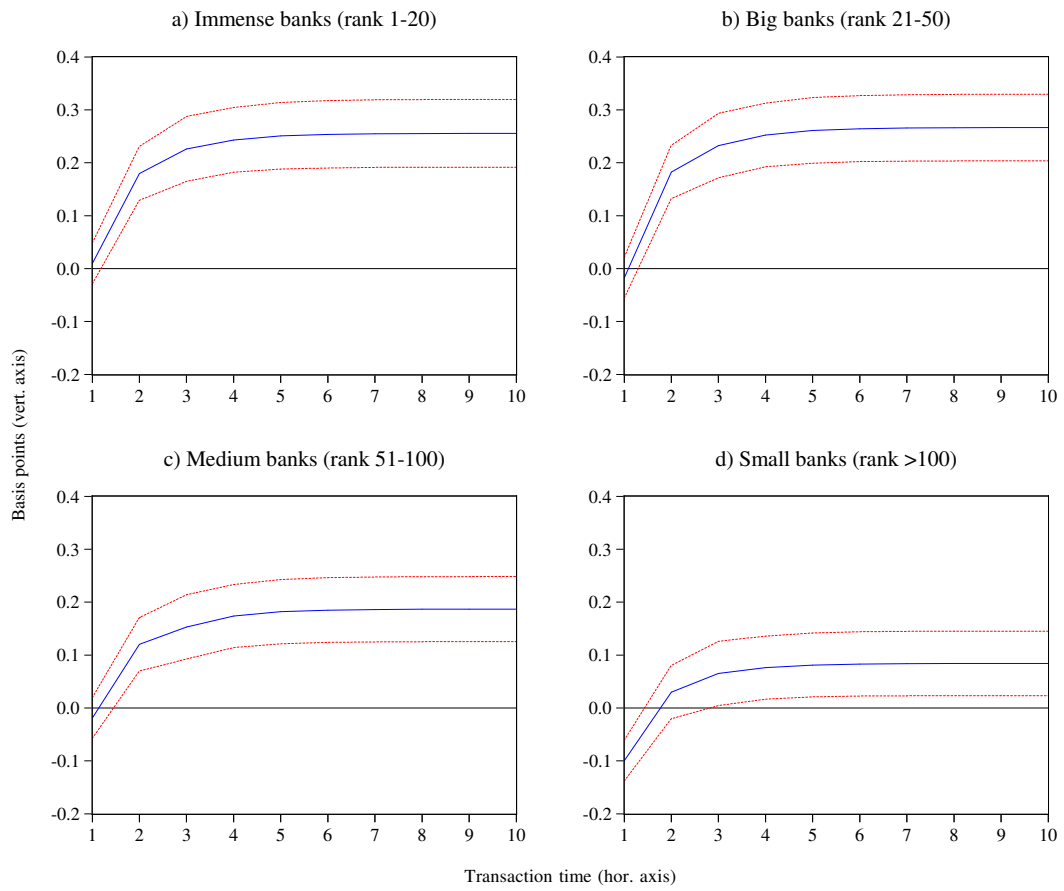 a) Immense banks (rank 1-20)
0.4
0.3
0.2
0.1
0.0
-0.1
-0.2
1 2 3 4 5 6 7 8 9 10
b) Big banks (rank 21-50)
0.4
0.3
0.2
0.1
0.0
-0.1
-0.2
1 2 3 4 5 6 7 8 9 10
Basis points (vert. axis)
c) Medium banks (rank 51-100)
0.4
0.3
0.2
0.1
0.0
-0.1
-0.2
1 2 3 4 5 6 7 8 9 10
d) Small banks (rank >100)
0.4
0.3
0.2
0.1
0.0
-0.1
-0.2
1 2 3 4 5 6 7 8 9 10
Transaction time (hor. axis)